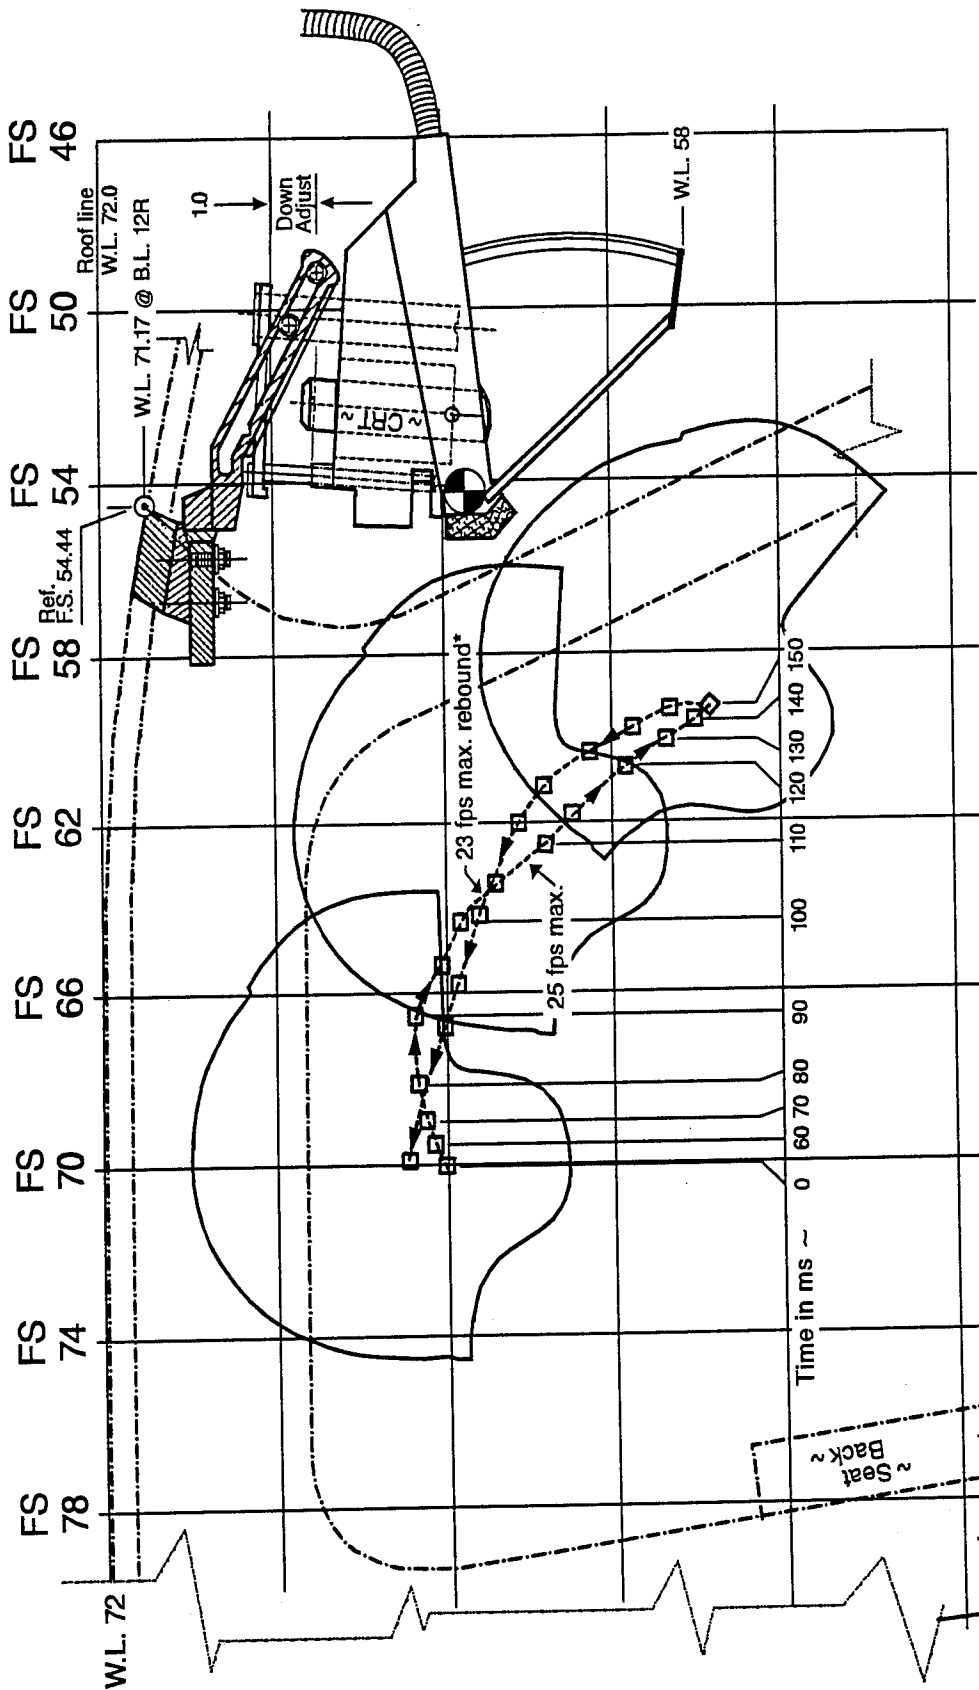 FS 78
FS 74
FS 70
FS 66
FS 62
FS 58
FS 54
FS 50
FS 46
W.L. 72
Ref.
F.S. 54.44
W.L. 71.17 @ B.L. 12R
Roof line
W.L. 72.0
1.0
Down
Adjust
~ CRT ~
W.L. 58
23 fps max. rebound*
25 fps max.
Time in ms ~
0
60
70
80
90
100
110
120
130
140
150
~ Seat
Back ~